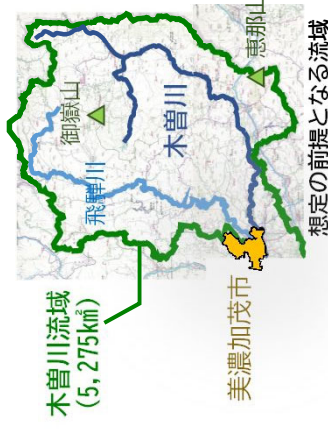 木曽川流域
(5,275k㎡)
御嶽山
飛騨川
木曽川
恵那山
美濃加茂市
想定の前提となる流域